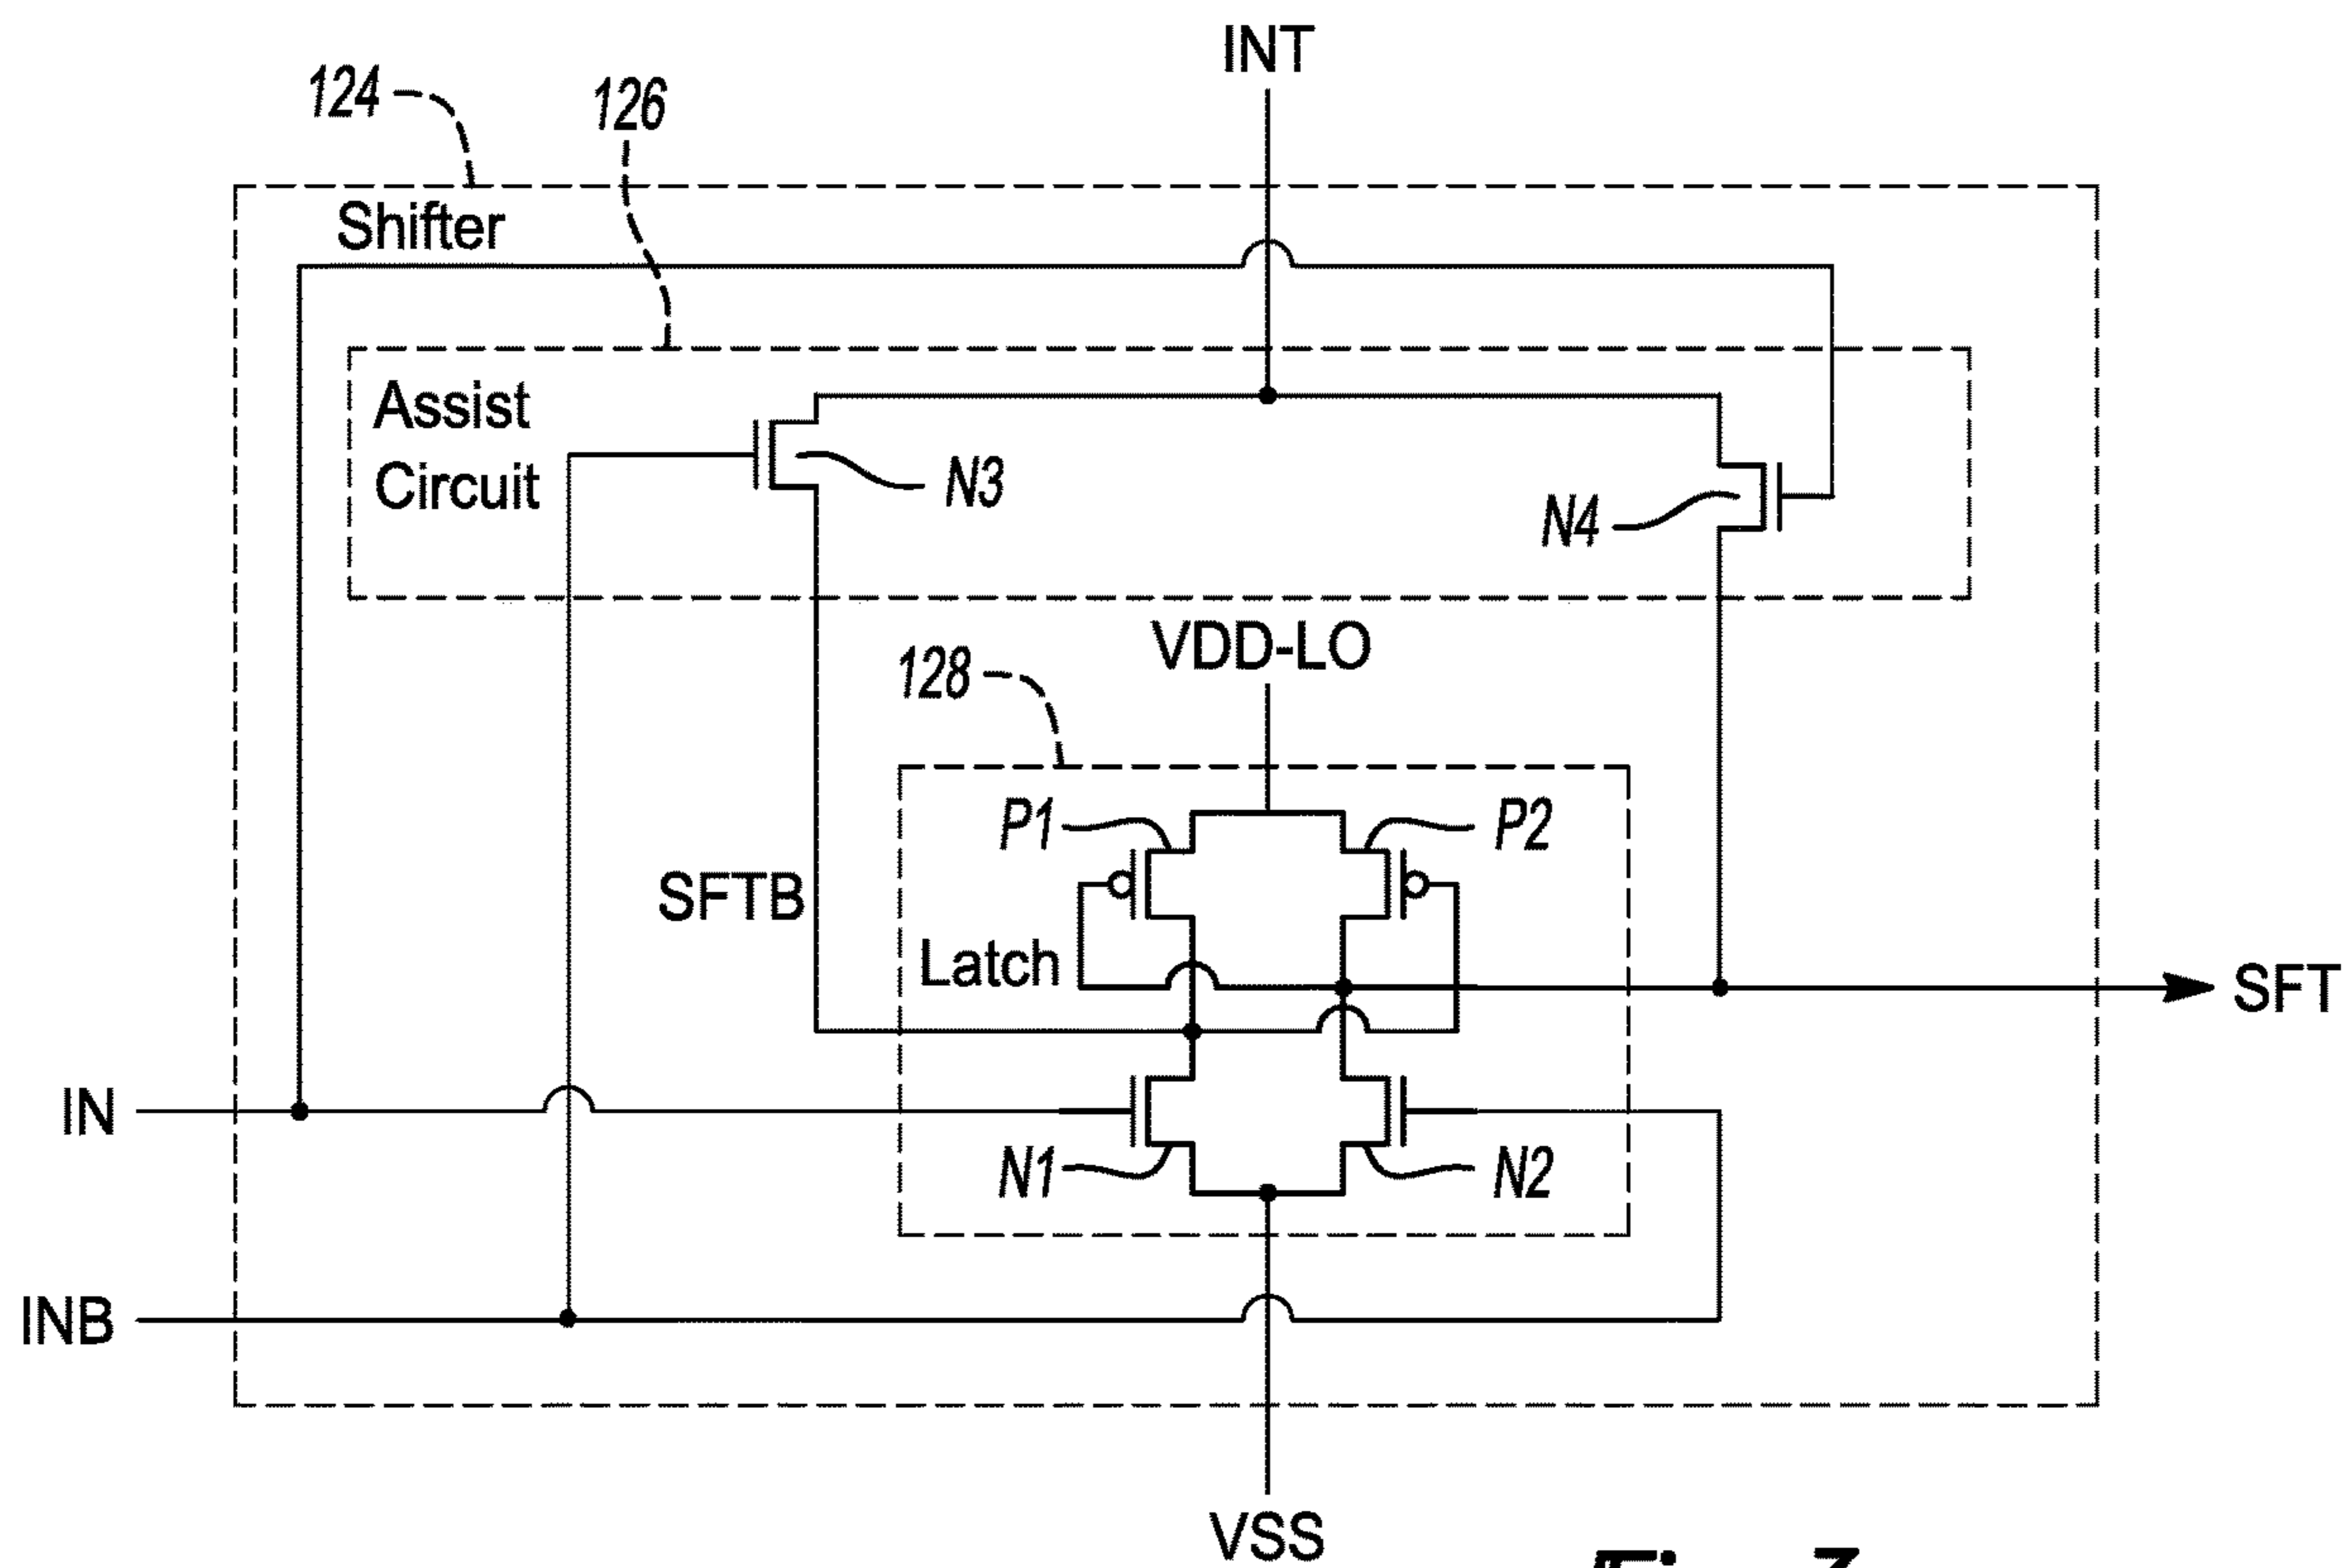 INT
124
126
Shifter
Assist
Circuit
N3
N4
VDD-LO
128
P1
P2
SFTB
Latch
SFT
IN
N1
N2
INB
VSS